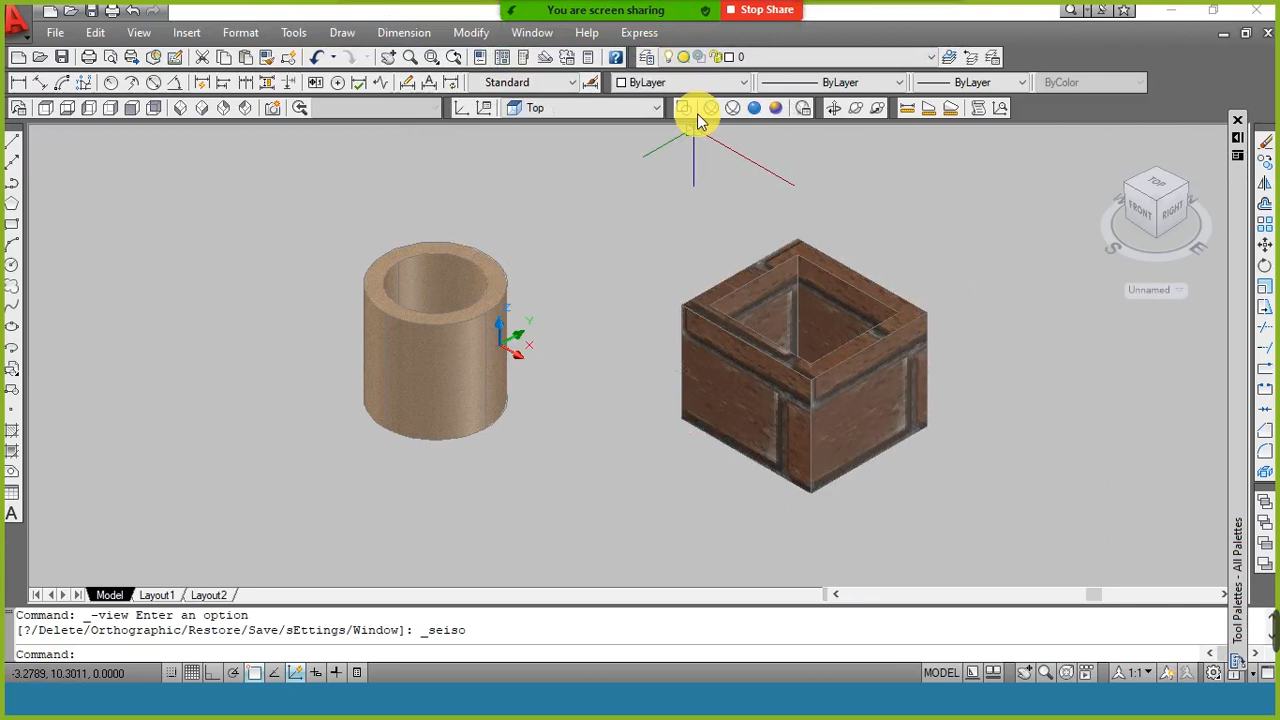 You are screen sharing
Stop Share
File Edit View Insert Format Tools Draw Dimension Modify Window Help Express
0
Standard
ByLayer
ByLayer
ByLayer
ByColor
Top
TOP
FRONT
RIGHT
S
E
Unnamed
Z
Y
X
Model Layout1 Layout2
Command: _-view Enter an option
[?/Delete/Orthographic/Restore/Save/sEttings/Window]: _seiso
Command:
Tool Palettes - All Palettes
-3.2789, 10.3011, 0.0000
MODEL
1:1
A